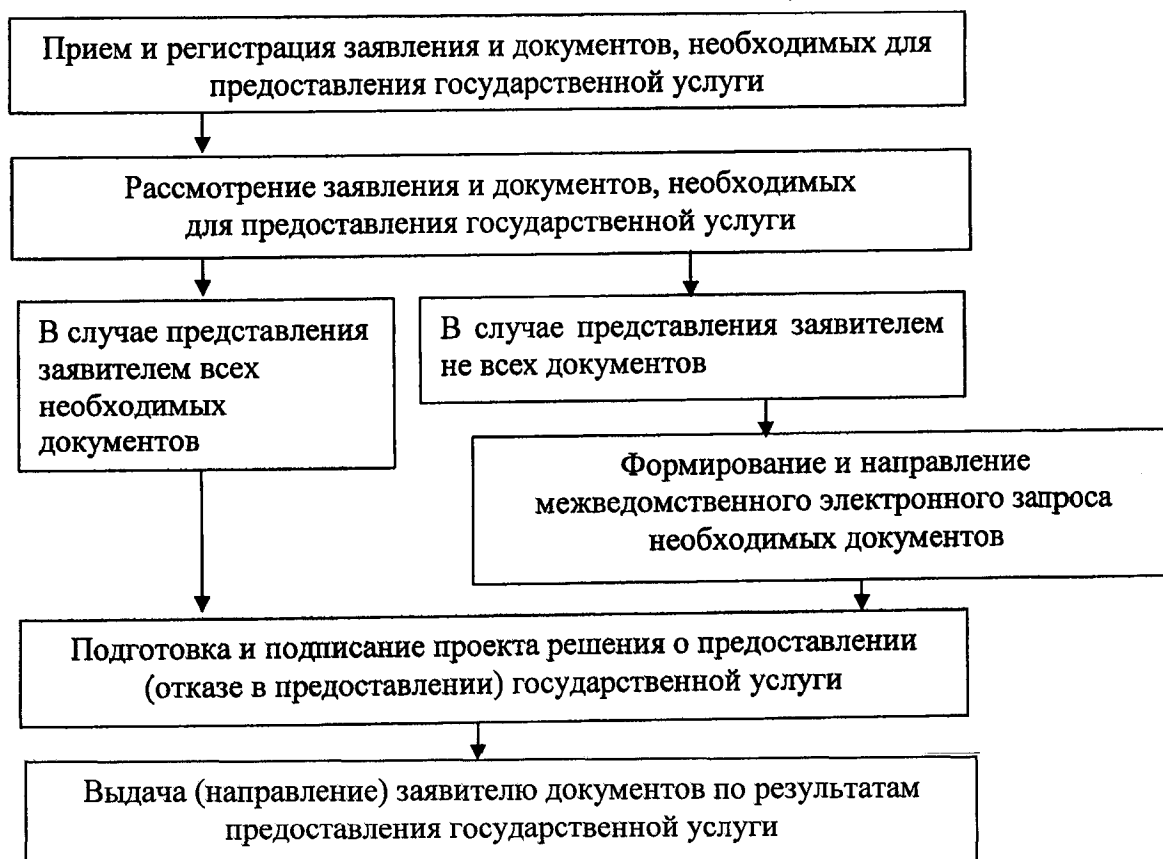 Прием и регистрация заявления и документов, необходимых для
предоставления государственной услуги
Рассмотрение заявления и документов, необходимых
для предоставления государственной услуги
В случае представления
заявителем всех
необходимых
документов
В случае представления заявителем
не всех документов
Формирование и направление
межведомственного электронного запроса
необходимых документов
Подготовка и подписание проекта решения о предоставлении
(отказе в предоставлении) государственной услуги
Выдача (направление) заявителю документов по результатам
предоставления государственной услуги